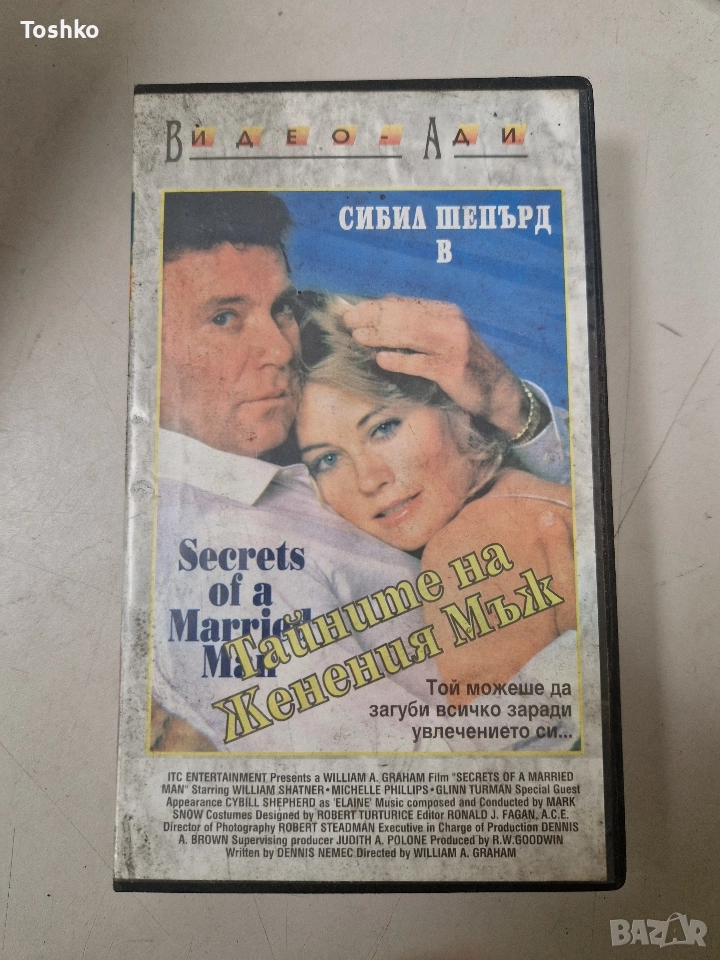 Toshko
ВИДЕО-АДИ
СИБИЛ ШЕПЪРД
В
Secrets
of a
Married
Man
Тайните на
Женения Мъж
Той можеше да
загуби всичко заради
увлечението си...
ITC ENTERTAINMENT Presents a WILLIAM A. GRAHAM Film "SECRETS OF A MARRIED
MAN" Starring WILLIAM SHATNER • MICHELLE PHILLIPS • GLINN TURMAN Special Guest
Appearance CYBILL SHEPHERD as 'ELAINE' Music composed and Conducted by MARK
SNOW Costumes Designed by ROBERT TURTURICE Editor RONALD J. FAGAN, A.C.E.
Director of Photography ROBERT STEADMAN Executive in Charge of Production DENNIS
A. BROWN Supervising producer JUDITH A. POLONE Produced by R.W.GOODWIN
Written by DENNIS NEMEC Directed by WILLIAM A. GRAHAM
BAZAR